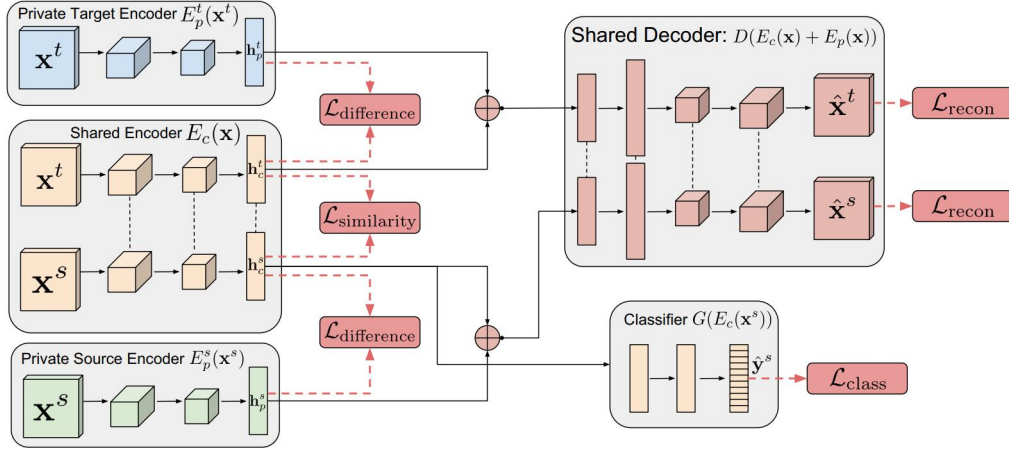 Private Target Encoder $E_p^t(\mathbf{x}^t)$
$\mathbf{x}^t$
$\mathbf{h}_p^t$
$\mathcal{L}_{\text{difference}}$
Shared Encoder $E_c(\mathbf{x})$
$\mathbf{x}^t$
$\mathbf{h}_c^t$
$\mathcal{L}_{\text{similarity}}$
$\mathbf{x}^s$
$\mathbf{h}_c^s$
$\mathcal{L}_{\text{difference}}$
Private Source Encoder $E_p^s(\mathbf{x}^s)$
$\mathbf{x}^s$
$\mathbf{h}_p^s$
Shared Decoder: $D(E_c(\mathbf{x}) + E_p(\mathbf{x}))$
$\hat{\mathbf{x}}^t$
$\mathcal{L}_{\text{recon}}$
$\hat{\mathbf{x}}^s$
$\mathcal{L}_{\text{recon}}$
Classifier $G(E_c(\mathbf{x}^s))$
$\hat{\mathbf{y}}^s$
$\mathcal{L}_{\text{class}}$